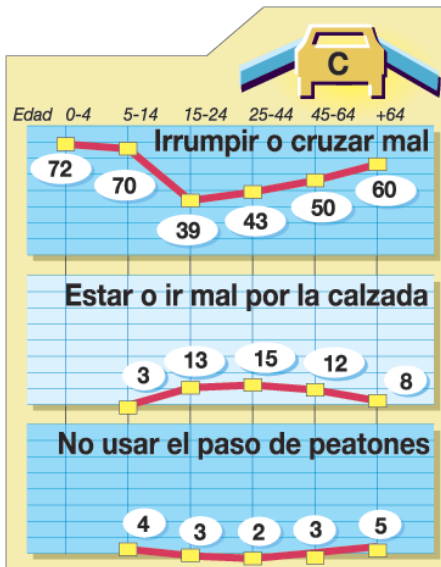 C
Edad 0-4 5-14 15-24 25-44 45-64 +64
Irrumpir o cruzar mal
72 70 39 43 50 60
Estar o ir mal por la calzada
3 13 15 12 8
No usar el paso de peatones
4 3 2 3 5